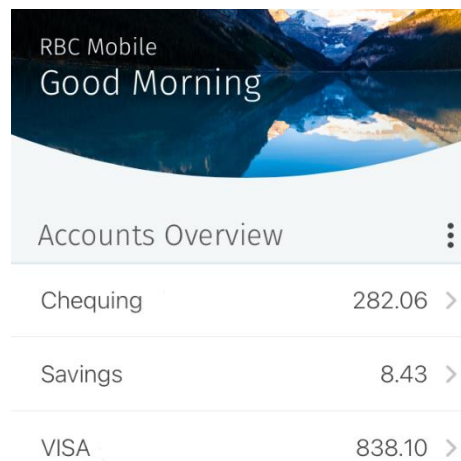 RBC Mobile
Good Morning
Accounts Overview
Chequing 282.06
Savings 8.43
VISA 838.10